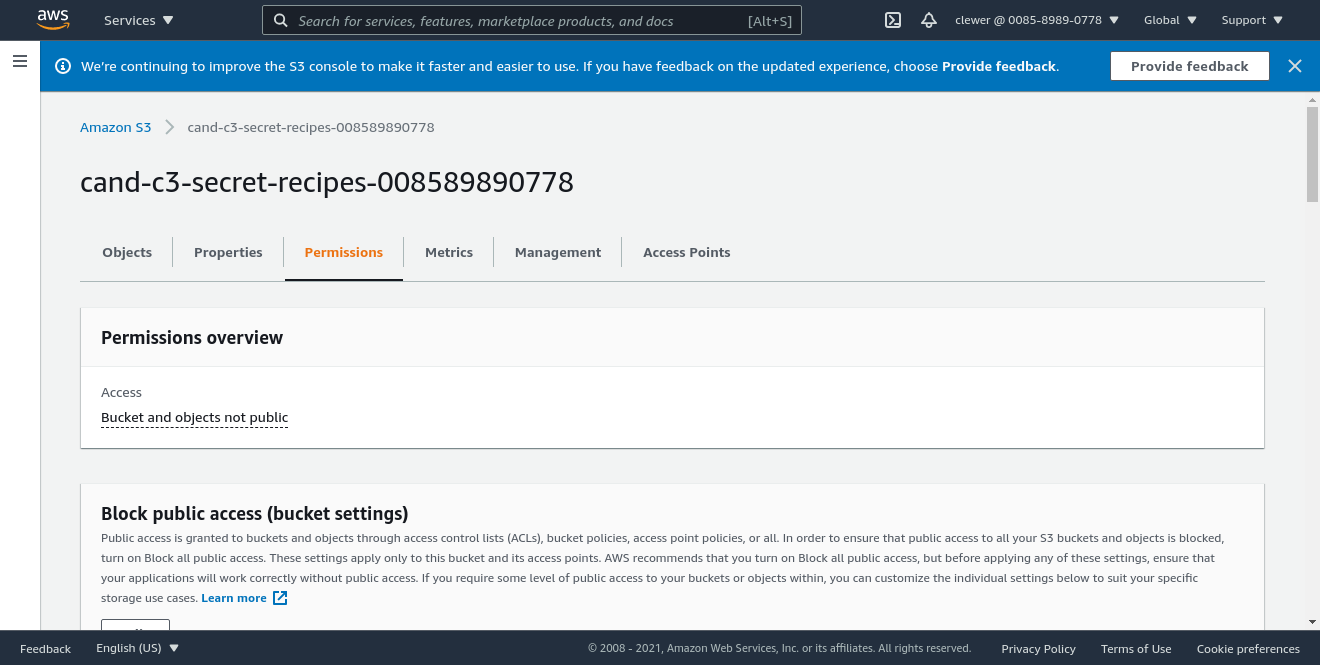 aws Services Search for services, features, marketplace products, and docs [Alt+S] clewer @ 0085-8989-0778 Global Support
We're continuing to improve the S3 console to make it faster and easier to use. If you have feedback on the updated experience, choose Provide feedback. Provide feedback
Amazon S3 cand-c3-secret-recipes-008589890778
cand-c3-secret-recipes-008589890778
Objects Properties Permissions Metrics Management Access Points
Permissions overview
Access
Bucket and objects not public
Block public access (bucket settings)
Public access is granted to buckets and objects through access control lists (ACLs), bucket policies, access point policies, or all. In order to ensure that public access to all your S3 buckets and objects is blocked,
turn on Block all public access. These settings apply only to this bucket and its access points. AWS recommends that you turn on Block all public access, but before applying any of these settings, ensure that
your applications will work correctly without public access. If you require some level of public access to your buckets or objects within, you can customize the individual settings below to suit your specific
storage use cases. Learn more
Feedback English (US) © 2008 - 2021, Amazon Web Services, Inc. or its affiliates. All rights reserved. Privacy Policy Terms of Use Cookie preferences